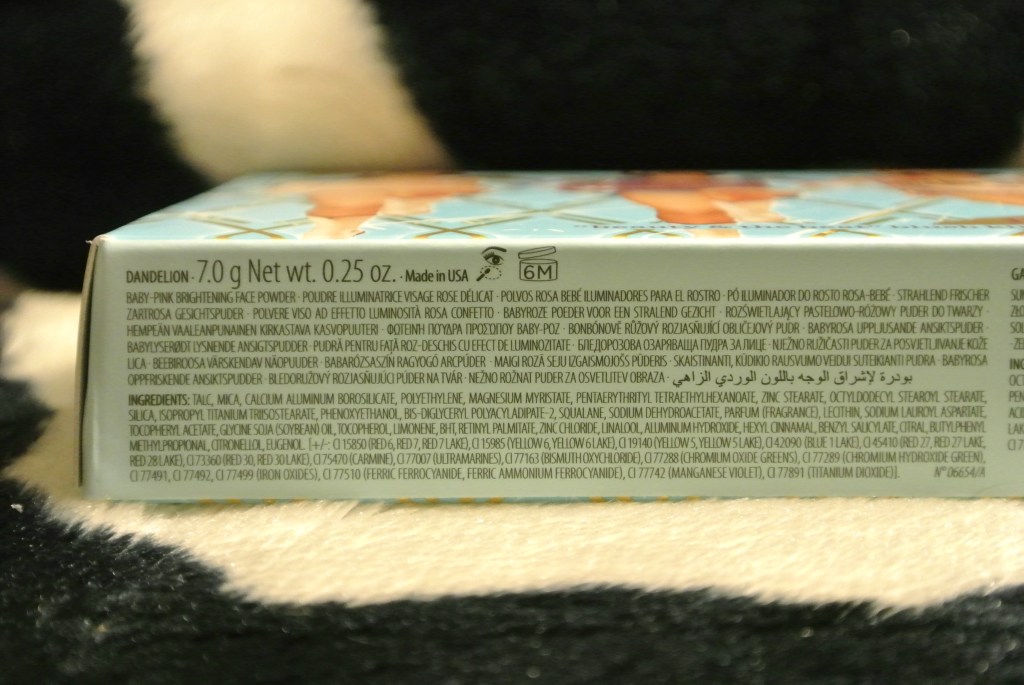 DANDELION · 7.0 g Net wt. 0.25 oz. · Made in USA 6M
BABY-PINK BRIGHTENING FACE POWDER · POUDRE ILLUMINATRICE VISAGE ROSE DÉLICAT · POLVOS ROSA BEBÉ ILUMINADORES PARA EL ROSTRO · PÓ ILUMINADOR DO ROSTO ROSA-BEBÉ · STRAHLEND FRISCHER
ZARTROSA GESICHTSPUDER · POLVERE VISO AD EFFETTO LUMINOSITÀ ROSA CONFETTO · BABYROZE POEDER VOOR EEN STRALEND GEZICHT · ROZŚWIETLAJĄCY PASTELOWO-RÓŻOWY PUDER DO TWARZY ·
HEMPEÄN VAALEANPUNAINEN KIRKASTAVA KASVOPUUTERI · ΦΩΤΕΙΝΗ ΠΟΥΔΡΑ ΠΡΟΣΩΠΟΥ BABY-ΡΟΖ · BONBÓNOVĚ RŮŽOVÝ ROZJASŇUJÍCÍ OBLIČEJOVÝ PUDR · BABYROSA UPPLJUSANDE ANSIKTSPUDER ·
BABYLYSERØDT LYSNENDE ANSIGTSPUDDER · PUDRĂ PENTRU FAŢĂ ROZ-DESCHIS CU EFECT DE LUMINOZITATE · БЛЕДОРОЗОВА ОЗАРЯВАЩА ПУДРА ЗА ЛИЦЕ · NJEŽNO RUŽIČASTI PUDER ZA POSVJETLJIVANJE KOŽE
LICA · BEEBIROOSA VÄRSKENDAV NÄOPUUDER · BABARÓZSASZÍN RAGYOGÓ ARCPÚDER · MAIGI ROZĀ SEJU IZGAISMOJOŠS PŪDERIS · SKAISTINANTI, KŪDIKIO RAUSVUMO VEIDUI SUTEIKIANTI PUDRA · BABYROSA
OPPFRISKENDE ANSIKTSPUDDER · BLEDORUŽOVÝ ROZJASŇUJÚCI PÚDER NA TVÁR · NEŽNO ROŽNAT PUDER ZA OSVETLITEV OBRAZA · بودرة لإشراق الوجه باللون الوردي الزاهي
INGREDIENTS: TALC, MICA, CALCIUM ALUMINUM BOROSILICATE, POLYETHYLENE, MAGNESIUM MYRISTATE, PENTAERYTHRITYL TETRAETHYLHEXANOATE, ZINC STEARATE, OCTYLDODECYL STEAROYL STEARATE,
SILICA, ISOPROPYL TITANIUM TRIISOSTEARATE, PHENOXYETHANOL, BIS-DIGLYCERYL POLYACYLADIPATE-2, SQUALANE, SODIUM DEHYDROACETATE, PARFUM (FRAGRANCE), LECITHIN, SODIUM LAUROYL ASPARTATE,
TOCOPHERYL ACETATE, GLYCINE SOJA (SOYBEAN) OIL, TOCOPHEROL, LIMONENE, BHT, RETINYL PALMITATE, ZINC CHLORIDE, LINALOOL, ALUMINUM HYDROXIDE, HEXYL CINNAMAL, BENZYL SALICYLATE, CITRAL, BUTYLPHENYL
METHYLPROPIONAL, CITRONELLOL, EUGENOL. [+/-: CI 15850 (RED 6, RED 7, RED 7 LAKE), CI 15985 (YELLOW 6, YELLOW 6 LAKE), CI 19140 (YELLOW 5, YELLOW 5 LAKE), CI 42090 (BLUE 1 LAKE), CI 45410 (RED 27, RED 27 LAKE,
RED 28 LAKE), CI 73360 (RED 30, RED 30 LAKE), CI 75470 (CARMINE), CI 77007 (ULTRAMARINES), CI 77163 (BISMUTH OXYCHLORIDE), CI 77288 (CHROMIUM OXIDE GREENS), CI 77289 (CHROMIUM HYDROXIDE GREEN),
CI 77491, CI 77492, CI 77499 (IRON OXIDES), CI 77510 (FERRIC FERROCYANIDE, FERRIC AMMONIUM FERROCYANIDE), CI 77742 (MANGANESE VIOLET), CI 77891 (TITANIUM DIOXIDE)]. N° 06654/A